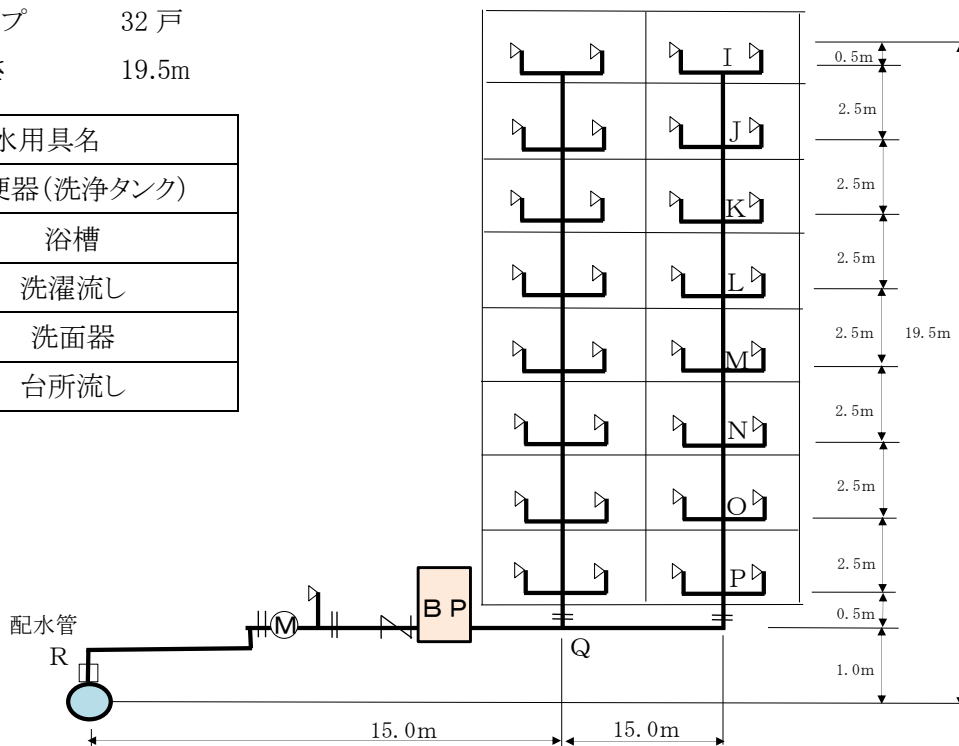 プ 32 戸
さ 19.5m
水用具名
便器(洗浄タンク)
浴槽
洗濯流し
洗面器
台所流し
I
J
K
L
M
N
O
P
0.5m
2.5m
2.5m
2.5m
2.5m
2.5m
2.5m
2.5m
0.5m
1.0m
19.5m
配水管
R
M
BP
Q
15.0m
15.0m